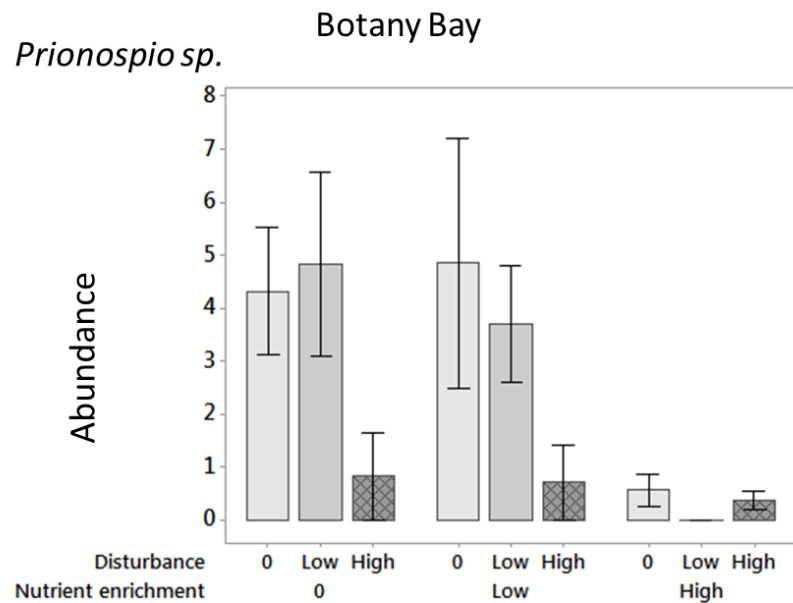 Botany Bay
Prionospio sp.
8
7
6
5
4
3
2
1
0
Abundance
Disturbance 0 Low High 0 Low High 0 Low High
Nutrient enrichment 0 Low High